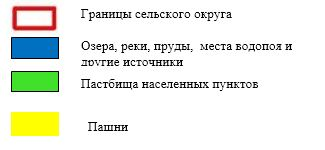 Границы сельского округа
Озера, реки, пруды, места водопоя и
другие источники
Пастбища населенных пунктов
Пашни